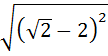 √((√2 − 2)²)